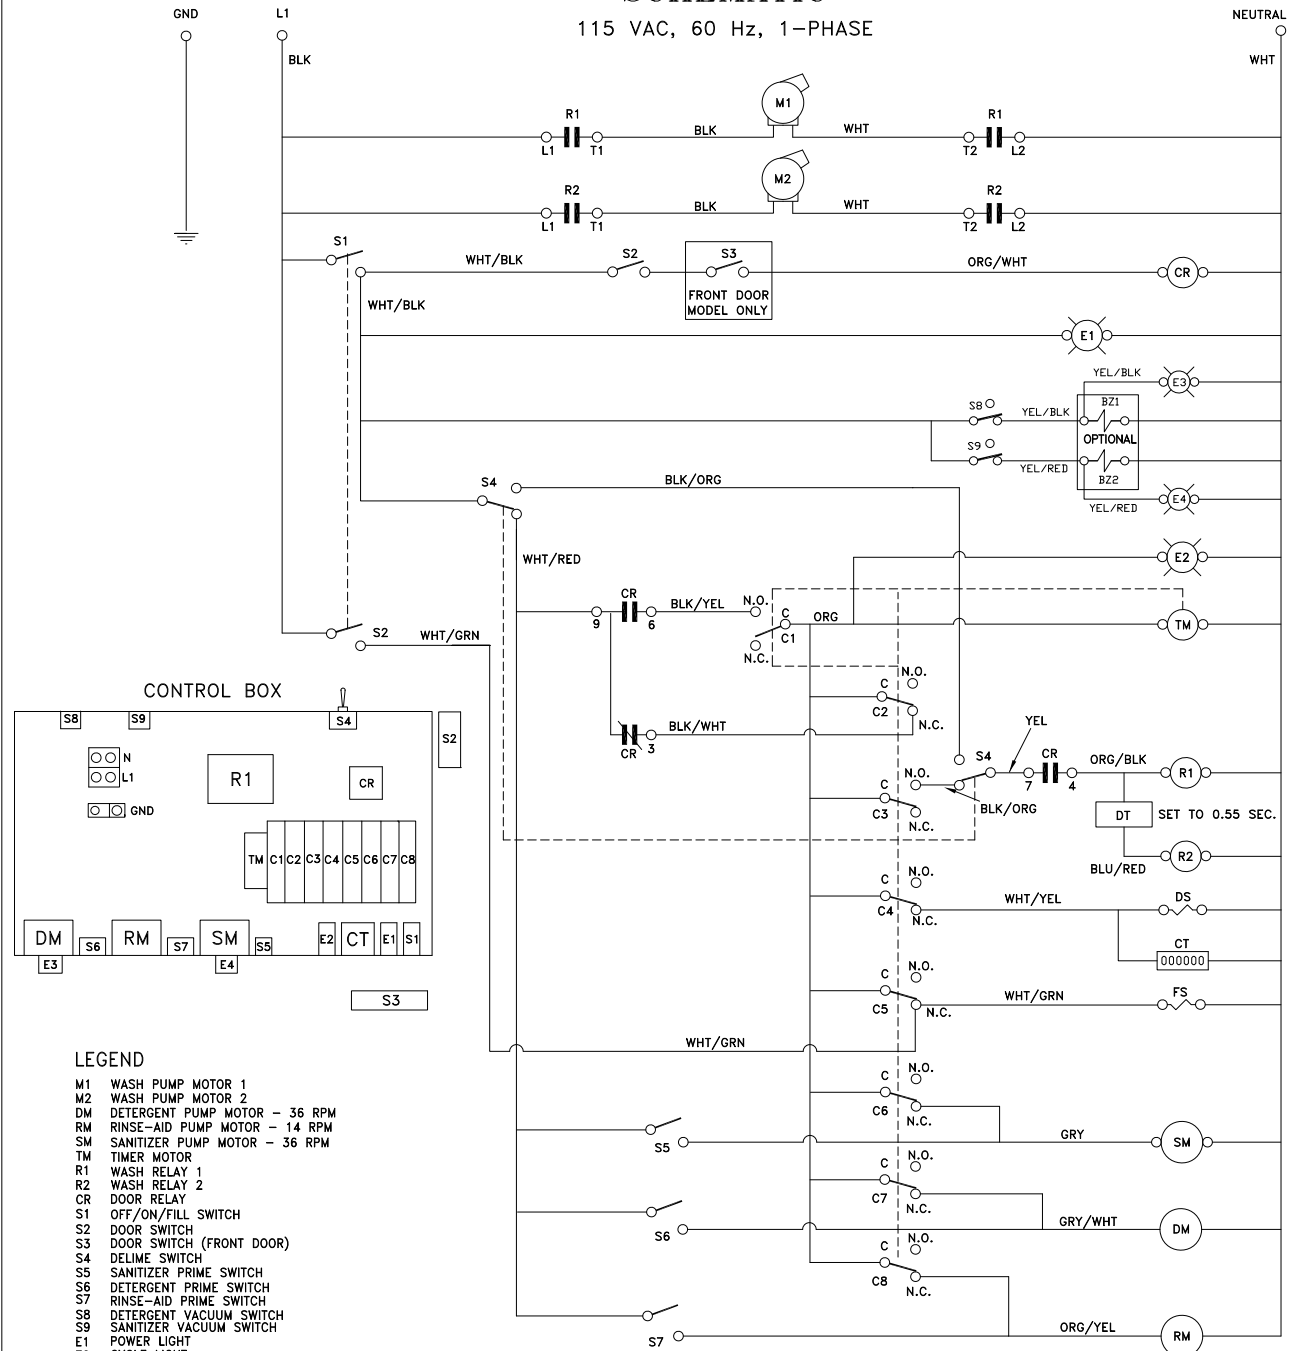 GND
L1
NEUTRAL
115 VAC, 60 Hz, 1-PHASE
BLK
WHT
M1
R1
BLK
WHT
R1
L1
T1
T2
L2
M2
R2
BLK
WHT
R2
L1
T1
T2
L2
S1
WHT/BLK
S2
S3
ORG/WHT
CR
FRONT DOOR
MODEL ONLY
WHT/BLK
E1
YEL/BLK
E3
S8
YEL/BLK
BZ1
OPTIONAL
S9
YEL/RED
BZ2
YEL/RED
E4
S4
BLK/ORG
WHT/RED
E2
CR
BLK/YEL
N.O.
C
ORG
TM
9
6
C1
N.C.
S2
WHT/GRN
C
N.O.
C2
N.C.
BLK/WHT
CR
3
YEL
S4
CR
ORG/BLK
R1
7
4
C
N.O.
BLK/ORG
C3
N.C.
DT
SET TO 0.55 SEC.
R2
BLU/RED
C
N.O.
C4
N.C.
WHT/YEL
DS
CT
000000
C
N.O.
C5
N.C.
WHT/GRN
FS
WHT/GRN
C
N.O.
C6
N.C.
S5
GRY
SM
C
N.O.
C7
N.C.
S6
GRY/WHT
DM
C
N.O.
C8
N.C.
S7
ORG/YEL
RM
CONTROL BOX
S8
S9
S4
S2
N
L1
R1
CR
GND
TM C1 C2 C3 C4 C5 C6 C7 C8
DM
S6
RM
S7
SM
S5
E2
CT
E1
S1
E3
E4
S3
LEGEND
M1 WASH PUMP MOTOR 1
M2 WASH PUMP MOTOR 2
DM DETERGENT PUMP MOTOR - 36 RPM
RM RINSE-AID PUMP MOTOR - 14 RPM
SM SANITIZER PUMP MOTOR - 36 RPM
TM TIMER MOTOR
R1 WASH RELAY 1
R2 WASH RELAY 2
CR DOOR RELAY
S1 OFF/ON/FILL SWITCH
S2 DOOR SWITCH
S3 DOOR SWITCH (FRONT DOOR)
S4 DELIME SWITCH
S5 SANITIZER PRIME SWITCH
S6 DETERGENT PRIME SWITCH
S7 RINSE-AID PRIME SWITCH
S8 DETERGENT VACUUM SWITCH
S9 SANITIZER VACUUM SWITCH
E1 POWER LIGHT